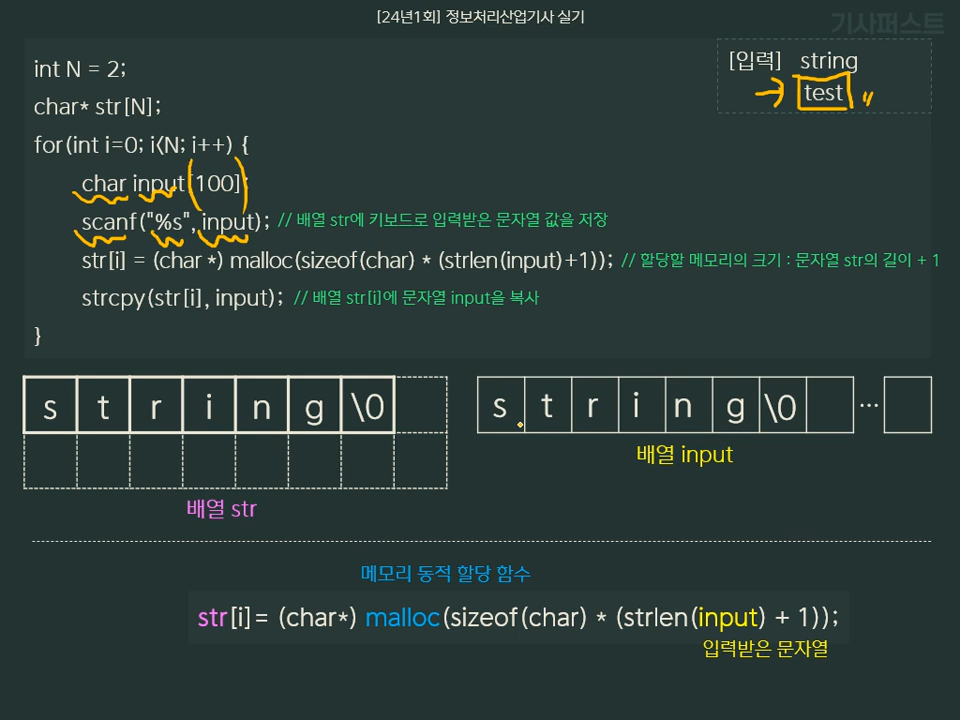 [24년1회] 정보처리산업기사 실기
기사퍼스트
[입력] string
test
int N = 2;
char* str[N];
for(int i=0; i<N; i++) {
char input[100];
scanf("%s", input); // 배열 str에 키보드로 입력받은 문자열 값을 저장
str[i] = (char *) malloc(sizeof(char) * (strlen(input)+1)); // 할당할 메모리의 크기 : 문자열 str의 길이 + 1
strcpy(str[i], input); // 배열 str[i]에 문자열 input을 복사
}
s t r i n g \0
s t r i n g \0 ...
배열 input
배열 str
메모리 동적 할당 함수
str[i]= (char*) malloc(sizeof(char) * (strlen(input) + 1));
입력받은 문자열